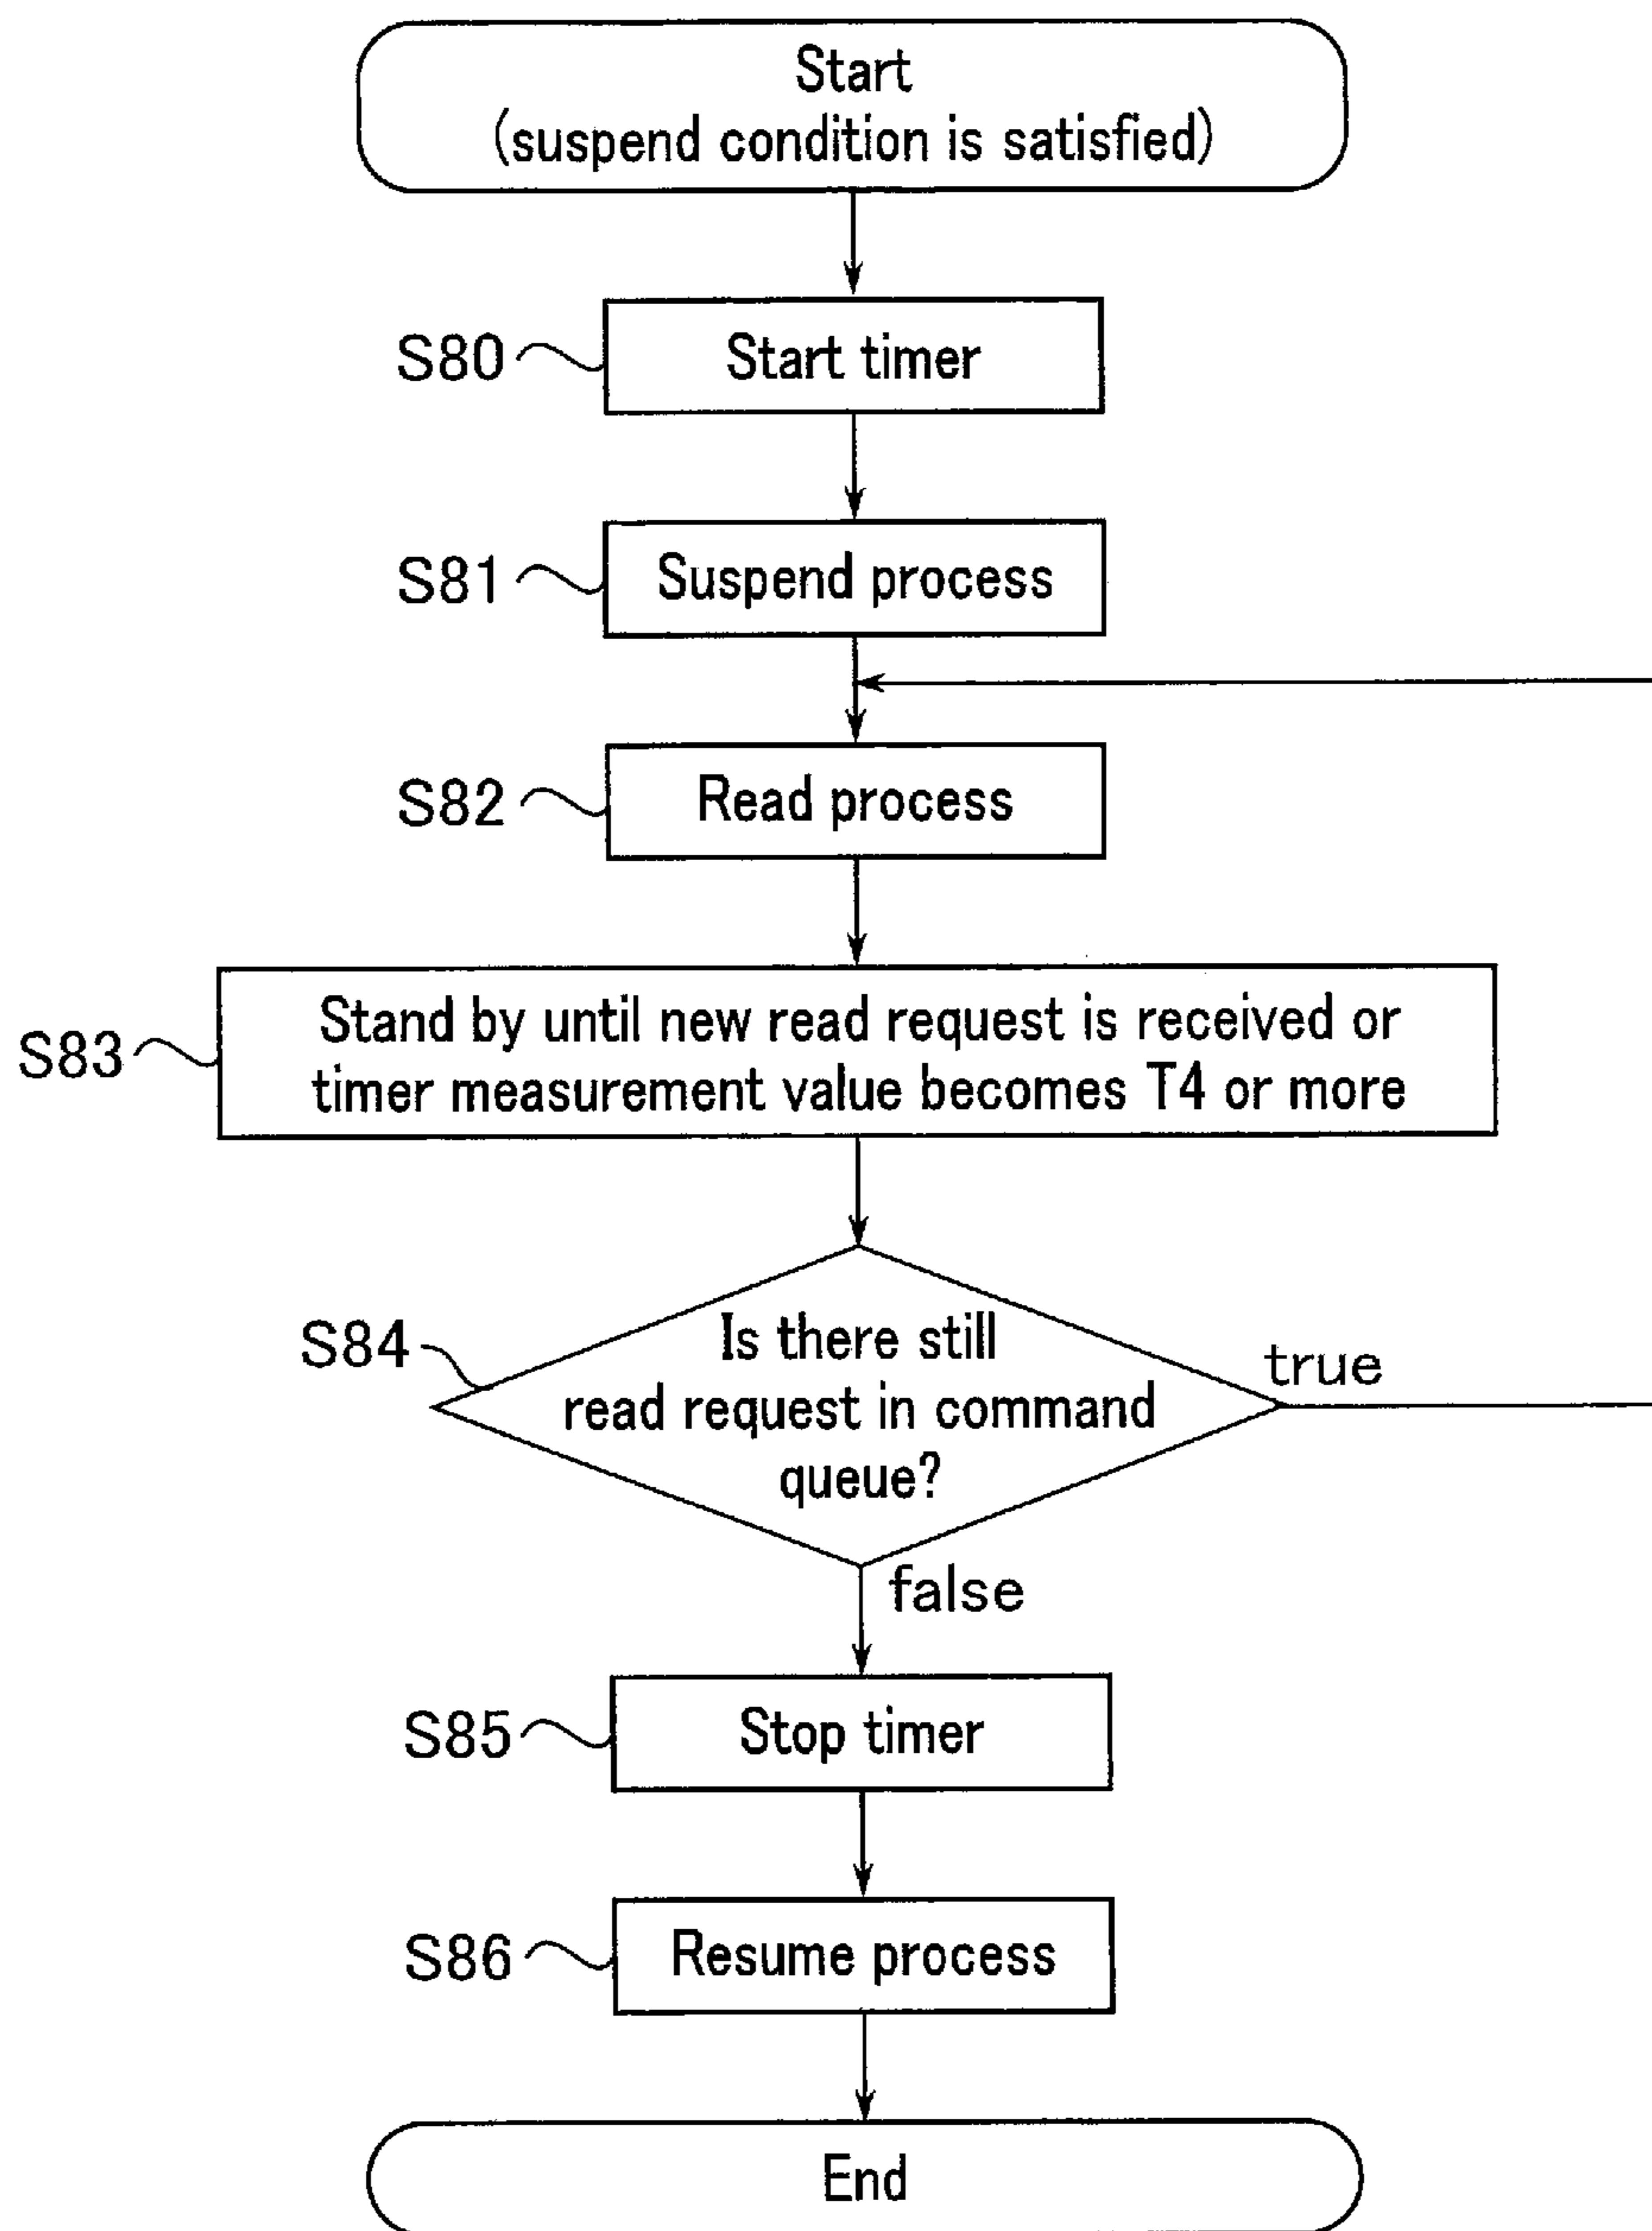 Start
(suspend condition is satisfied)
S80
Start timer
S81
Suspend process
S82
Read process
S83
Stand by until new read request is received or
timer measurement value becomes T4 or more
S84
Is there still
read request in command
queue?
true
false
S85
Stop timer
S86
Resume process
End